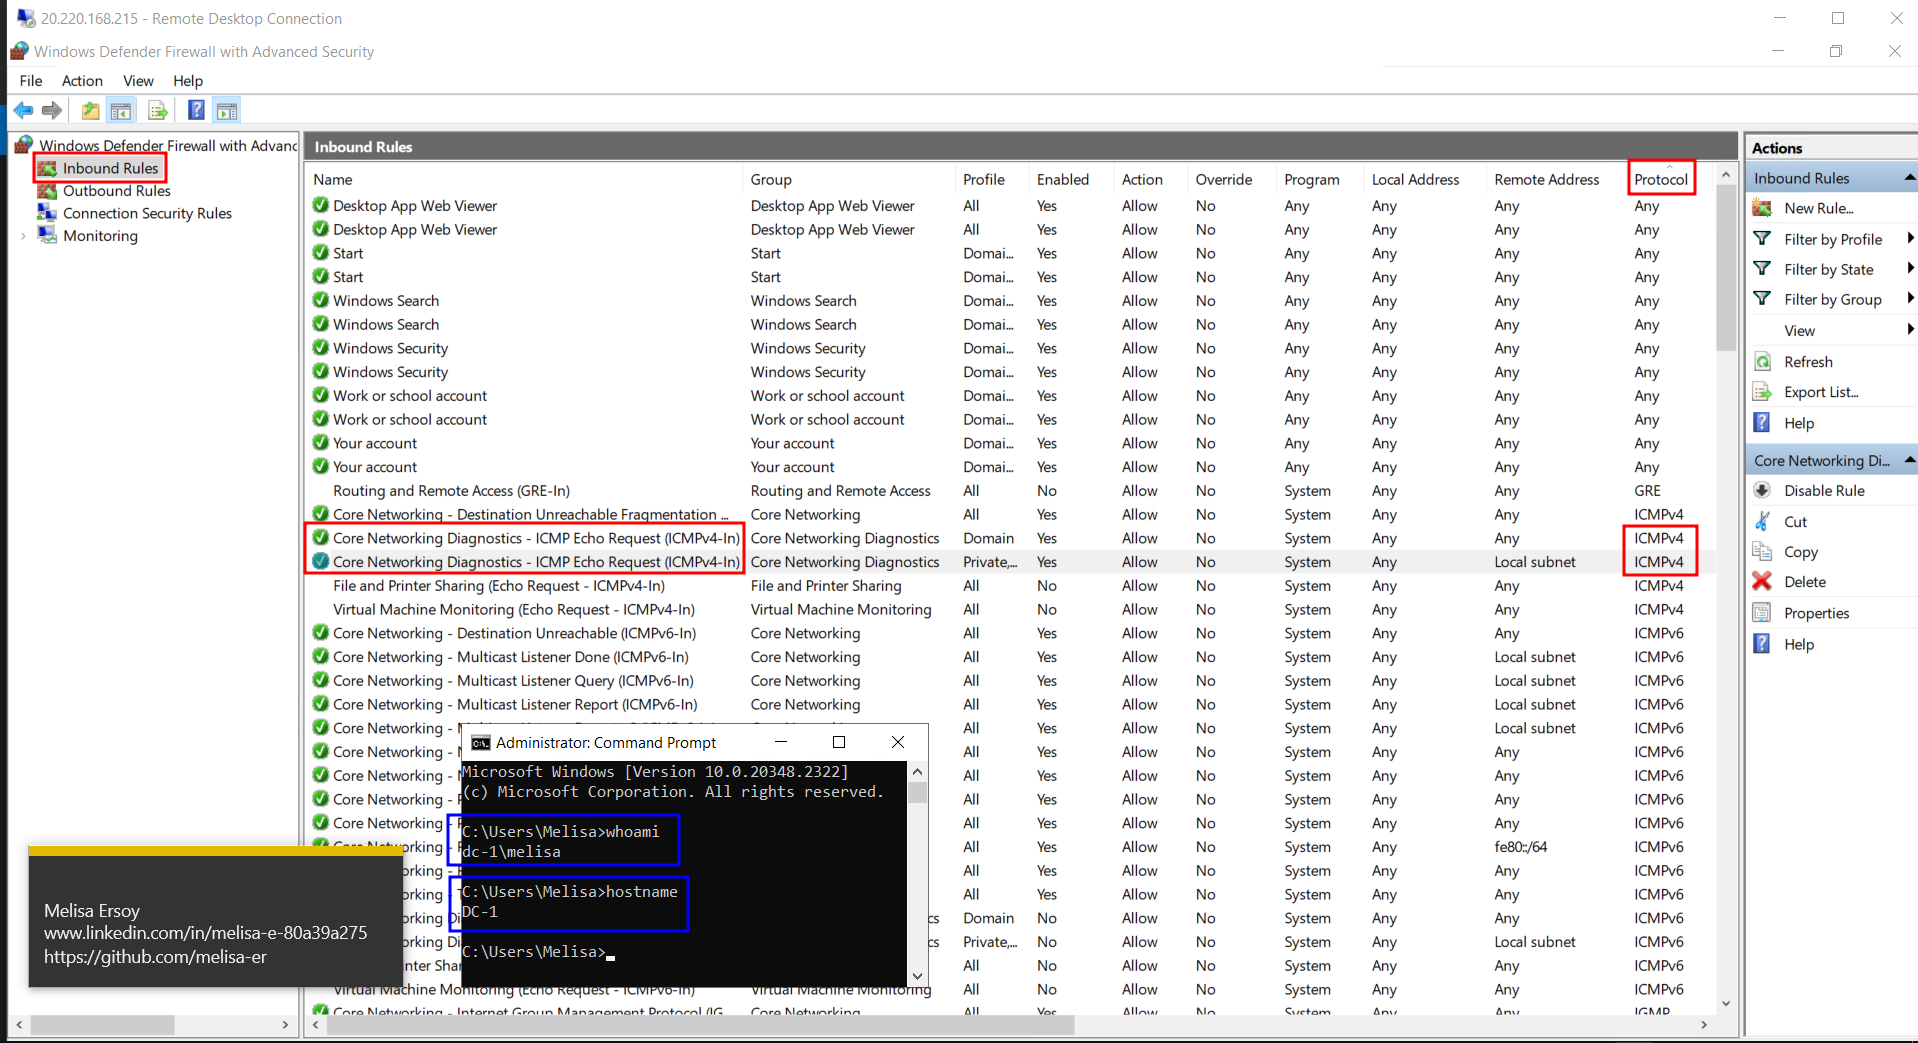 20.220.168.215 - Remote Desktop Connection
Windows Defender Firewall with Advanced Security
File Action View Help
Windows Defender Firewall with Advanc
Inbound Rules
Outbound Rules
Connection Security Rules
Monitoring
Inbound Rules
Name Group Profile Enabled Action Override Program Local Address Remote Address Protocol
Desktop App Web Viewer Desktop App Web Viewer All Yes Allow No Any Any Any Any
Desktop App Web Viewer Desktop App Web Viewer All Yes Allow No Any Any Any Any
Start Start Domai... Yes Allow No Any Any Any Any
Start Start Domai... Yes Allow No Any Any Any Any
Windows Search Windows Search Domai... Yes Allow No Any Any Any Any
Windows Search Windows Search Domai... Yes Allow No Any Any Any Any
Windows Security Windows Security Domai... Yes Allow No Any Any Any Any
Windows Security Windows Security Domai... Yes Allow No Any Any Any Any
Work or school account Work or school account Domai... Yes Allow No Any Any Any Any
Work or school account Work or school account Domai... Yes Allow No Any Any Any Any
Your account Your account Domai... Yes Allow No Any Any Any Any
Your account Your account Domai... Yes Allow No Any Any Any Any
Routing and Remote Access (GRE-In) Routing and Remote Access All No Allow No System Any Any GRE
Core Networking - Destination Unreachable Fragmentation ... Core Networking All Yes Allow No System Any Any ICMPv4
Core Networking Diagnostics - ICMP Echo Request (ICMPv4-In) Core Networking Diagnostics Domain Yes Allow No System Any Any ICMPv4
Core Networking Diagnostics - ICMP Echo Request (ICMPv4-In) Core Networking Diagnostics Private,... Yes Allow No System Any Local subnet ICMPv4
File and Printer Sharing (Echo Request - ICMPv4-In) File and Printer Sharing All No Allow No System Any Any ICMPv4
Virtual Machine Monitoring (Echo Request - ICMPv4-In) Virtual Machine Monitoring All No Allow No System Any Any ICMPv4
Core Networking - Destination Unreachable (ICMPv6-In) Core Networking All Yes Allow No System Any Any ICMPv6
Core Networking - Multicast Listener Done (ICMPv6-In) Core Networking All Yes Allow No System Any Local subnet ICMPv6
Core Networking - Multicast Listener Query (ICMPv6-In) Core Networking All Yes Allow No System Any Local subnet ICMPv6
Core Networking - Multicast Listener Report (ICMPv6-In) Core Networking All Yes Allow No System Any Local subnet ICMPv6
Core Networking - All Yes Allow No System Any Local subnet ICMPv6
Core Networking - All Yes Allow No System Any Any ICMPv6
Core Networking - All Yes Allow No System Any Any ICMPv6
Core Networking - All Yes Allow No System Any Any ICMPv6
Core Networking - All Yes Allow No System Any Any ICMPv6
Core Networking - All Yes Allow No System Any fe80::/64 ICMPv6
All Yes Allow No System Any Any ICMPv6
All Yes Allow No System Any Any ICMPv6
Domain No Allow No System Any Any ICMPv6
Private,... No Allow No System Any Local subnet ICMPv6
All No Allow No System Any Any ICMPv6
Virtual Machine Monitoring (Echo Request - ICMPv6-In) Virtual Machine Monitoring All No Allow No System Any Any ICMPv6
Core Networking - Internet Group Management Protocol (IG... Core Networking All Yes Allow No System Any Any IGMP
Actions
Inbound Rules
New Rule...
Filter by Profile
Filter by State
Filter by Group
View
Refresh
Export List...
Help
Core Networking Di...
Disable Rule
Cut
Copy
Delete
Properties
Help
Administrator: Command Prompt
Microsoft Windows [Version 10.0.20348.2322]
(c) Microsoft Corporation. All rights reserved.
C:\Users\Melisa>whoami
dc-1\melisa
C:\Users\Melisa>hostname
DC-1
C:\Users\Melisa>
Melisa Ersoy
www.linkedin.com/in/melisa-e-80a39a275
https://github.com/melisa-er